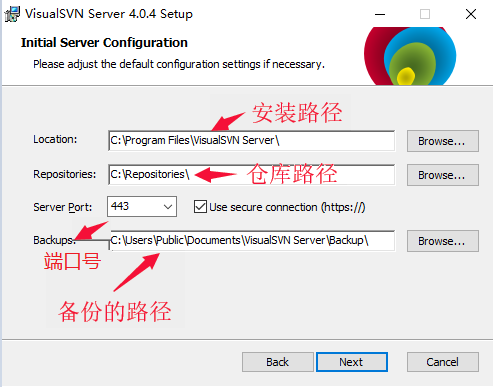 VisualSVN Server 4.0.4 Setup
Initial Server Configuration
Please adjust the default configuration settings if necessary.
安装路径
Location: C:\Program Files\VisualSVN Server\ Browse...
Repositories: C:\Repositories\ 仓库路径 Browse...
Server Port: 443 Use secure connection (https://)
Backups: C:\Users\Public\Documents\VisualSVN Server\Backup\ Browse...
端口号
备份的路径
Back Next Cancel